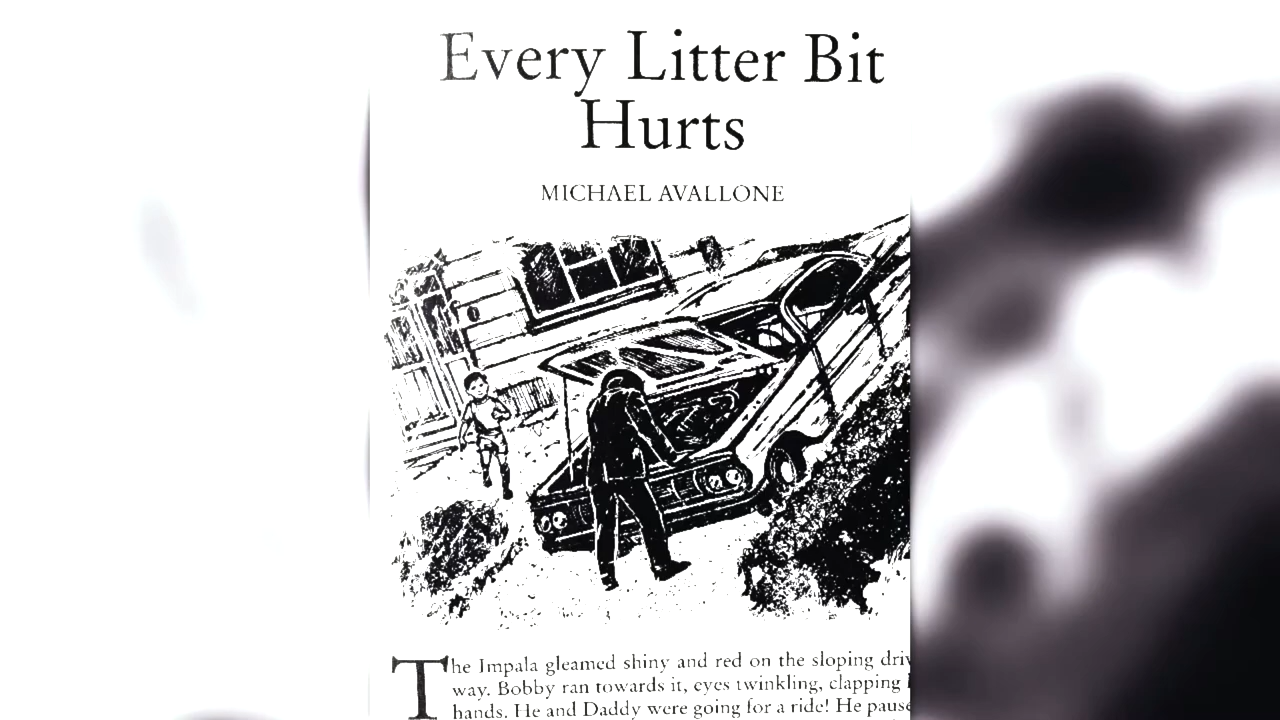 Every Litter Bit
Hurts
MICHAEL AVALLONE
The Impala gleamed shiny and red on the sloping driv
way. Bobby ran towards it, eyes twinkling, clapping
hands. He and Daddy were going for a ride! He pause